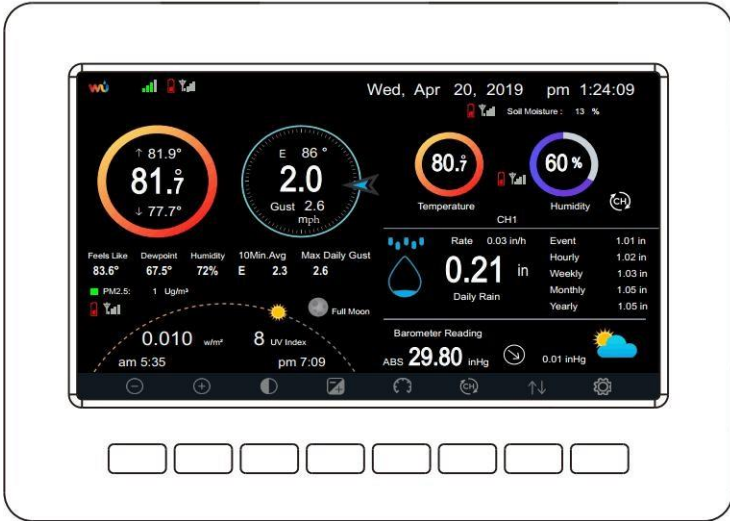 wu
Wed, Apr 20, 2019 pm 1:24:09
Soil Moisture : 13 %
↑ 81.9°
81.7°F
↓ 77.7°
E 86 °
2.0
Gust 2.6
mph
80.7°F
Temperature
60 %
Humidity
CH
CH1
Feels Like Dewpoint Humidity 10Min.Avg Max Daily Gust
83.6° 67.5° 72% E 2.3 2.6
PM2.5: 1 Ug/m³
Full Moon
0.010 w/m² 8 UV Index
am 5:35 pm 7:09
Rate 0.03 in/h
0.21 in
Daily Rain
Event 1.01 in
Hourly 1.02 in
Weekly 1.03 in
Monthly 1.05 in
Yearly 1.05 in
Barometer Reading
ABS 29.80 inHg 0.01 inHg
CH